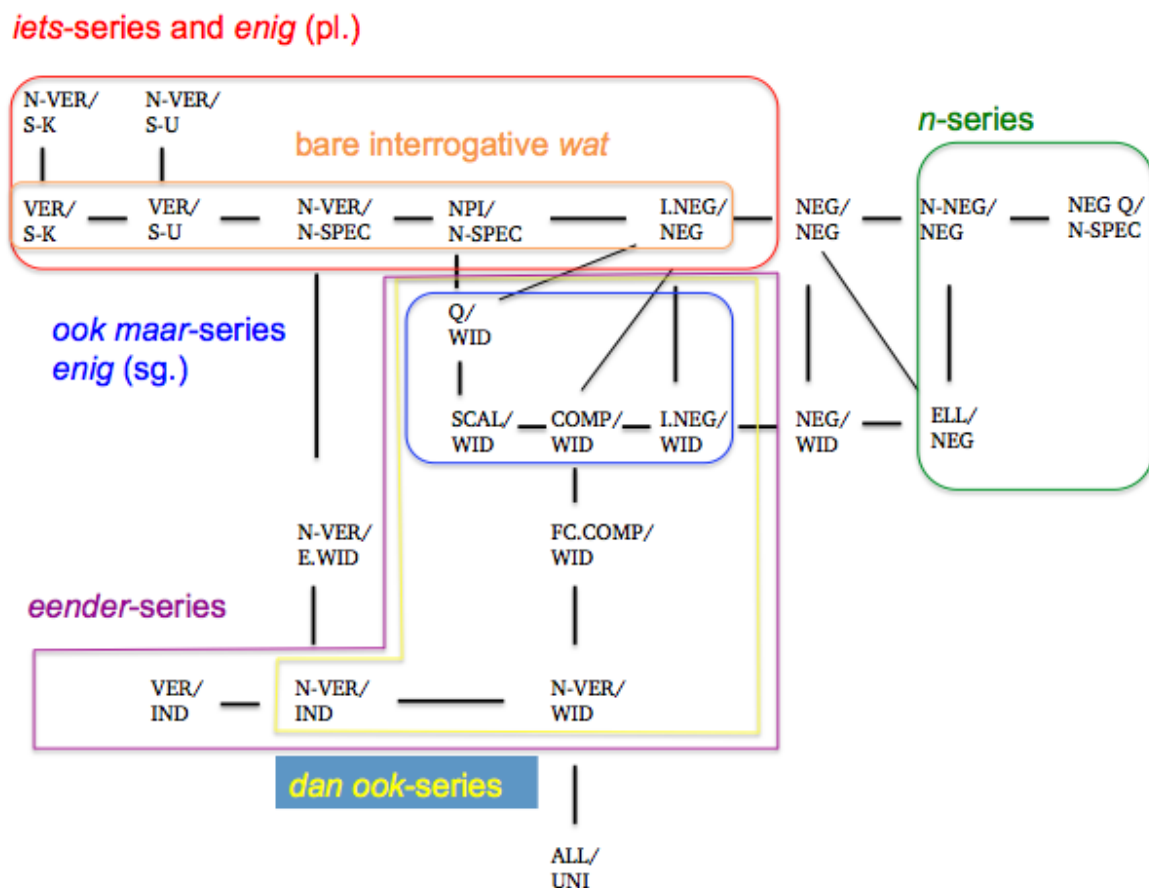 iets-series and enig (pl.)
N-VER/ N-VER/
S-K S-U
n-series
bare interrogative wat
VER/ VER/ N-VER/ NPI/ I.NEG/ NEG/ N-NEG/ NEG Q/
S-K S-U N-SPEC N-SPEC NEG NEG NEG N-SPEC
Q/
WID
ook maar-series
enig (sg.)
SCAL/ COMP/ I.NEG/ NEG/ ELL/
WID WID WID WID NEG
N-VER/ FC.COMP/
E.WID WID
eender-series
VER/ N-VER/ N-VER/
IND IND WID
dan ook-series
ALL/
UNI